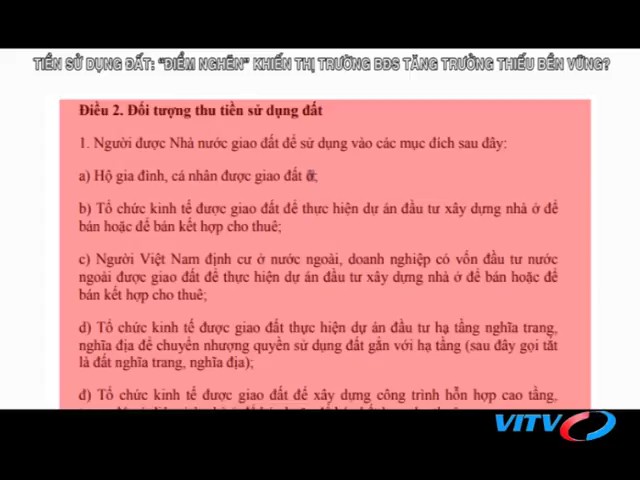 TIỀN SỬ DỤNG ĐẤT: "ĐIỂM NGHẼN" KHIẾN THỊ TRƯỜNG BĐS TĂNG TRƯỞNG THIẾU BỀN VỮNG?
Điều 2. Đối tượng thu tiền sử dụng đất
1. Người được Nhà nước giao đất để sử dụng vào các mục đích sau đây:
a) Hộ gia đình, cá nhân được giao đất ở;
b) Tổ chức kinh tế được giao đất để thực hiện dự án đầu tư xây dựng nhà ở để
bán hoặc để bán kết hợp cho thuê;
c) Người Việt Nam định cư ở nước ngoài, doanh nghiệp có vốn đầu tư nước
ngoài được giao đất để thực hiện dự án đầu tư xây dựng nhà ở để bán hoặc để
bán kết hợp cho thuê;
d) Tổ chức kinh tế được giao đất thực hiện dự án đầu tư hạ tầng nghĩa trang,
nghĩa địa để chuyển nhượng quyền sử dụng đất gắn với hạ tầng (sau đây gọi tắt
là đất nghĩa trang, nghĩa địa);
đ) Tổ chức kinh tế được giao đất để xây dựng công trình hỗn hợp cao tầng,
VITV